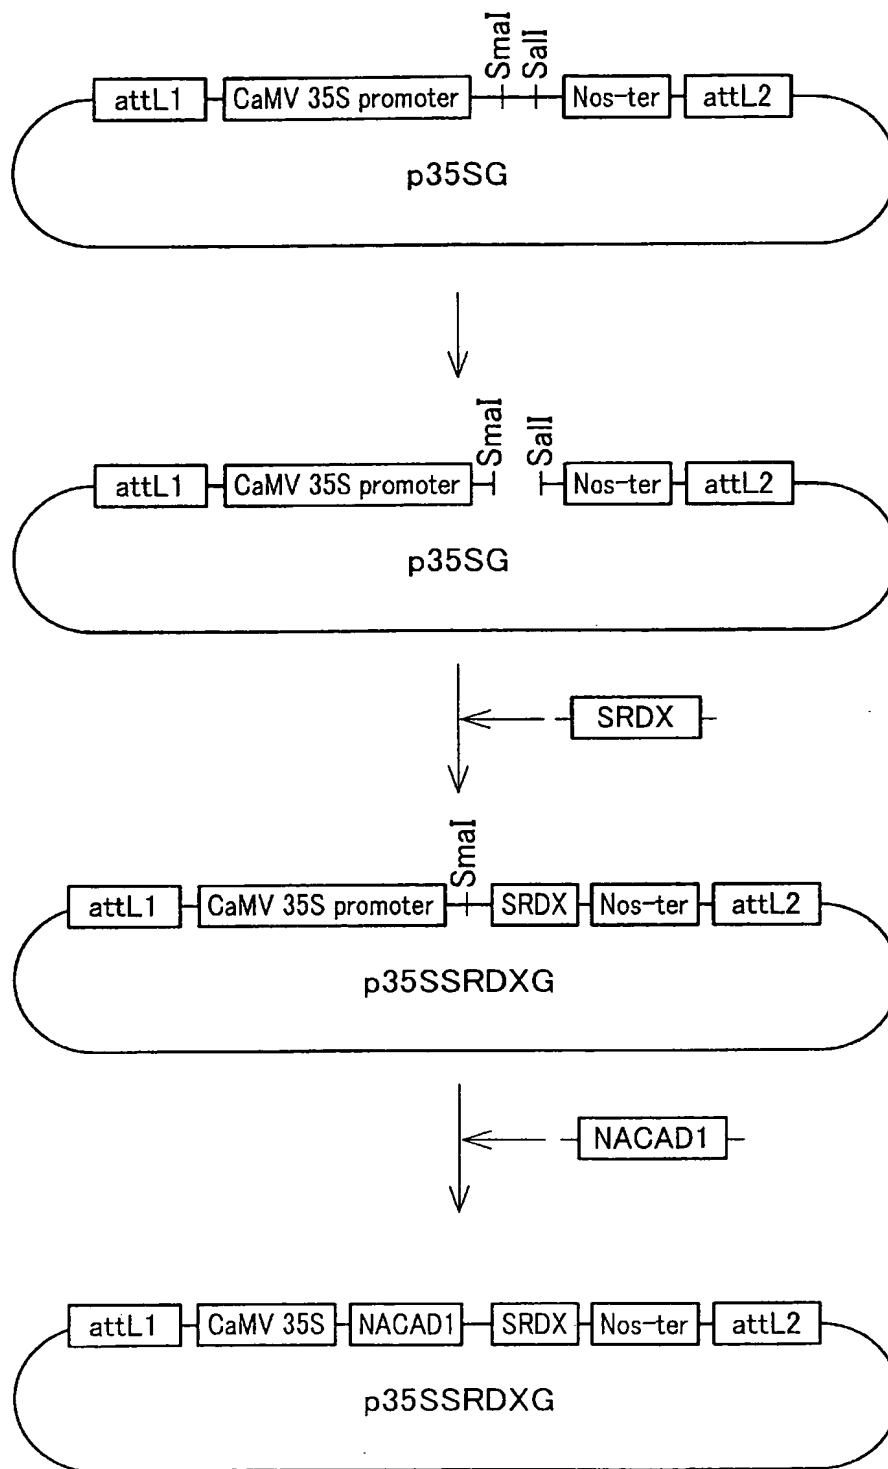 SmaI
SalI
attL1 CaMV 35S promoter Nos-ter attL2
p35SG
SmaI
SalI
attL1 CaMV 35S promoter Nos-ter attL2
p35SG
SRDX
SmaI
attL1 CaMV 35S promoter SRDX Nos-ter attL2
p35SSRDXG
NACAD1
attL1 CaMV 35S NACAD1 SRDX Nos-ter attL2
p35SSRDXG